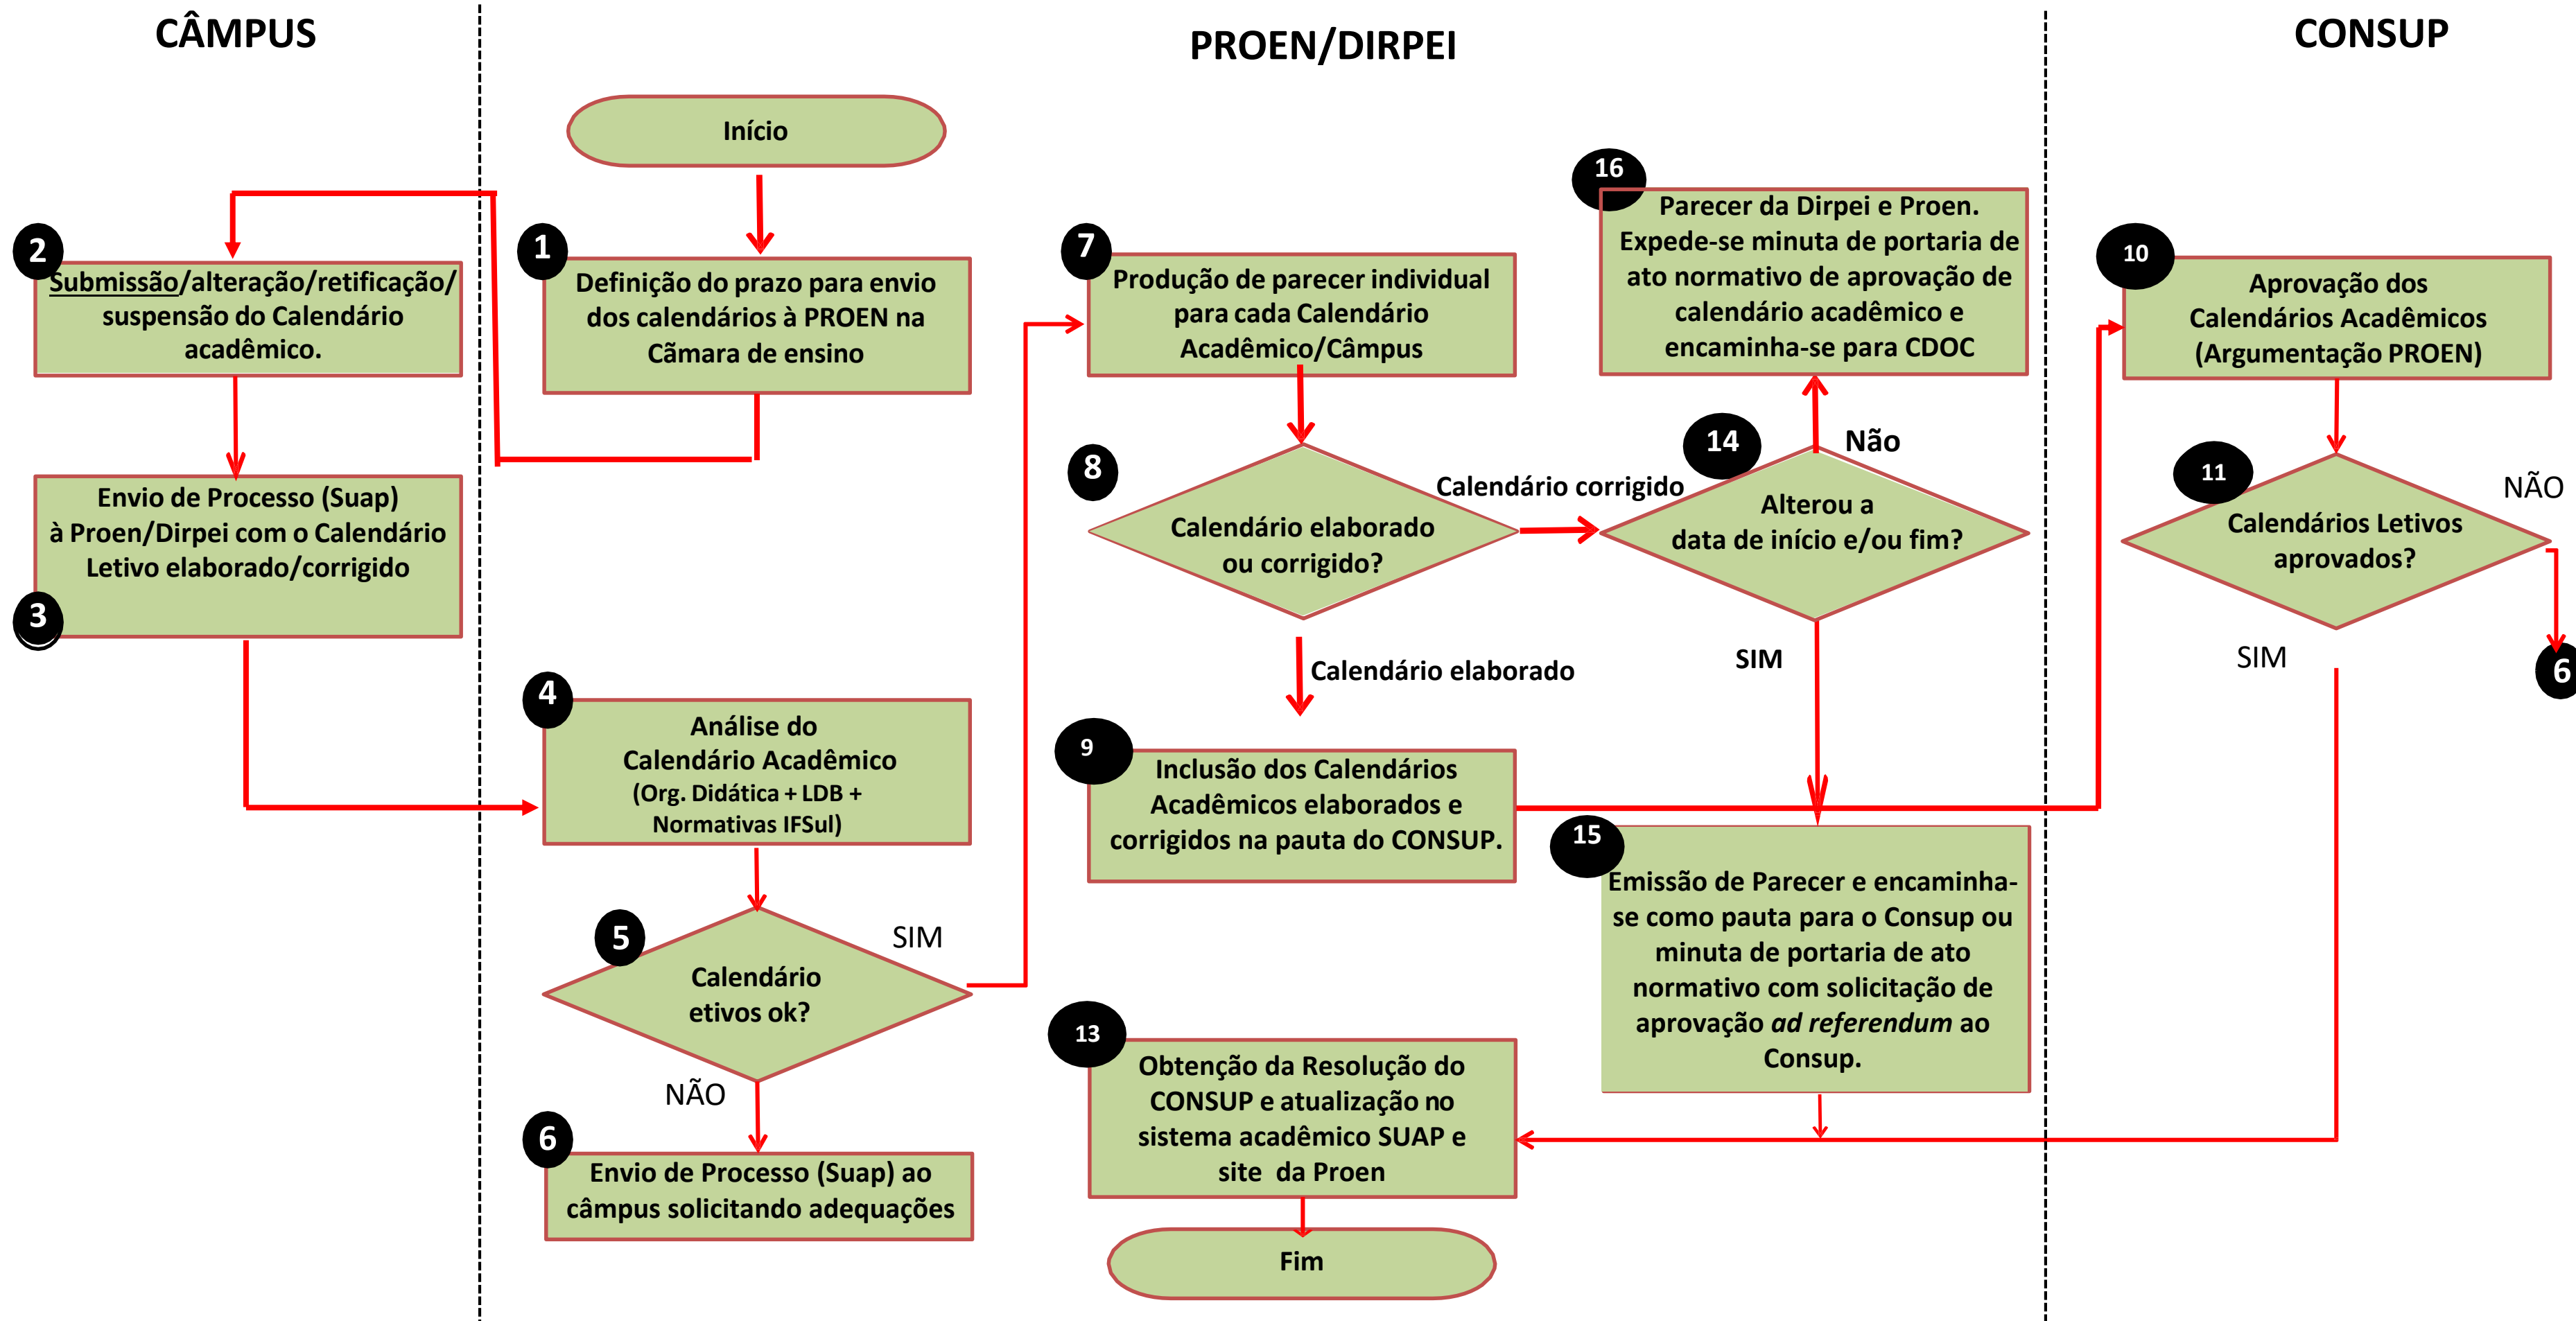 CÂMPUS
PROEN/DIRPEI
CONSUP
Início
1
Definição do prazo para envio
dos calendários à PROEN na
Cãmara de ensino
2
Submissão/alteração/retificação/
suspensão do Calendário
acadêmico.
Envio de Processo (Suap)
à Proen/Dirpei com o Calendário
Letivo elaborado/corrigido
3
4
Análise do
Calendário Acadêmico
(Org. Didática + LDB +
Normativas IFSul)
5
SIM
Calendário
etivos ok?
NÃO
6
Envio de Processo (Suap) ao
câmpus solicitando adequações
7
Produção de parecer individual
para cada Calendário
Acadêmico/Câmpus
8
Calendário elaborado
ou corrigido?
Calendário corrigido
Calendário elaborado
9
Inclusão dos Calendários
Acadêmicos elaborados e
corrigidos na pauta do CONSUP.
16
Parecer da Dirpei e Proen.
Expede-se minuta de portaria de
ato normativo de aprovação de
calendário acadêmico e
encaminha-se para CDOC
14
Não
Alterou a
data de início e/ou fim?
SIM
15
Emissão de Parecer e encaminha-
se como pauta para o Consup ou
minuta de portaria de ato
normativo com solicitação de
aprovação ad referendum ao
Consup.
10
Aprovação dos
Calendários Acadêmicos
(Argumentação PROEN)
11
NÃO
Calendários Letivos
aprovados?
SIM
6
13
Obtenção da Resolução do
CONSUP e atualização no
sistema acadêmico SUAP e
site da Proen
Fim